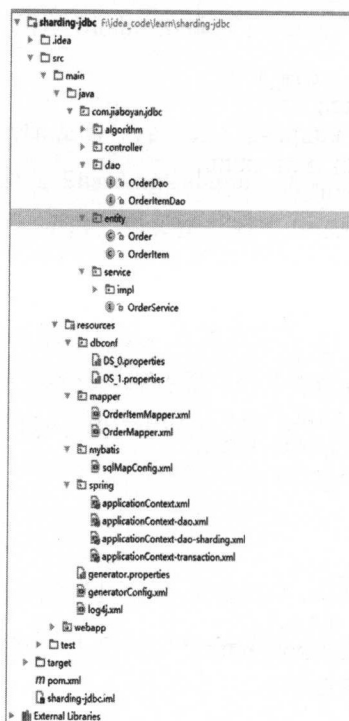 sharding-jdbc F:\idea_code\learn\sharding-jdbc
.idea
src
main
java
com.jiaboyan.jdbc
algorithm
controller
dao
OrderDao
OrderItemDao
entity
Order
OrderItem
service
impl
OrderService
resources
dbconf
DS_0.properties
DS_1.properties
mapper
OrderItemMapper.xml
OrderMapper.xml
mybatis
sqlMapConfig.xml
spring
applicationContext.xml
applicationContext-dao.xml
applicationContext-dao-sharding.xml
applicationContext-transaction.xml
generator.properties
generatorConfig.xml
log4j.xml
webapp
test
target
pom.xml
sharding-jdbc.iml
External Libraries